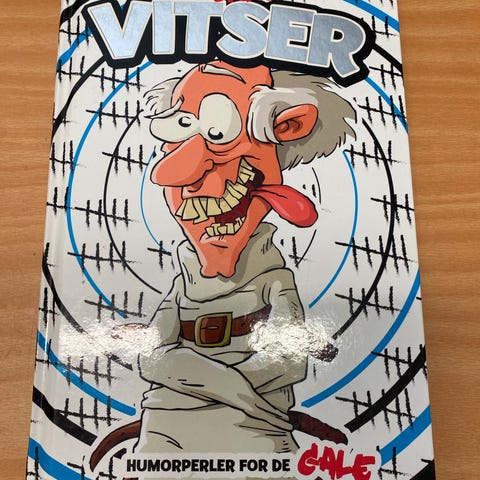 VITSER
HUMORPERLER FOR DE GALE